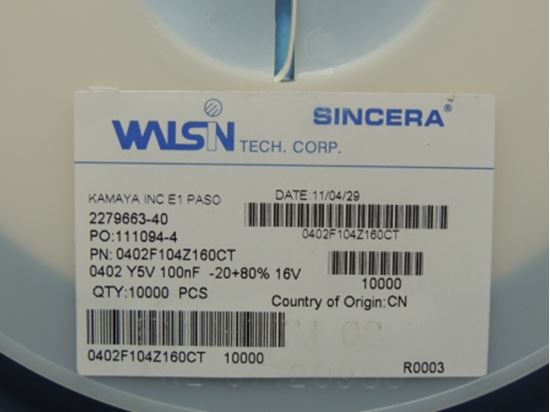 WALSIN TECH. CORP.
SINCERA®
KAMAYA INC E1 PASO
DATE:11/04/29
2279663-40
0402F104Z160CT
PO:111094-4
PN: 0402F104Z160CT
0402 Y5V 100nF -20+80% 16V
10000
QTY:10000 PCS
Country of Origin:CN
0402F104Z160CT 10000
R0003